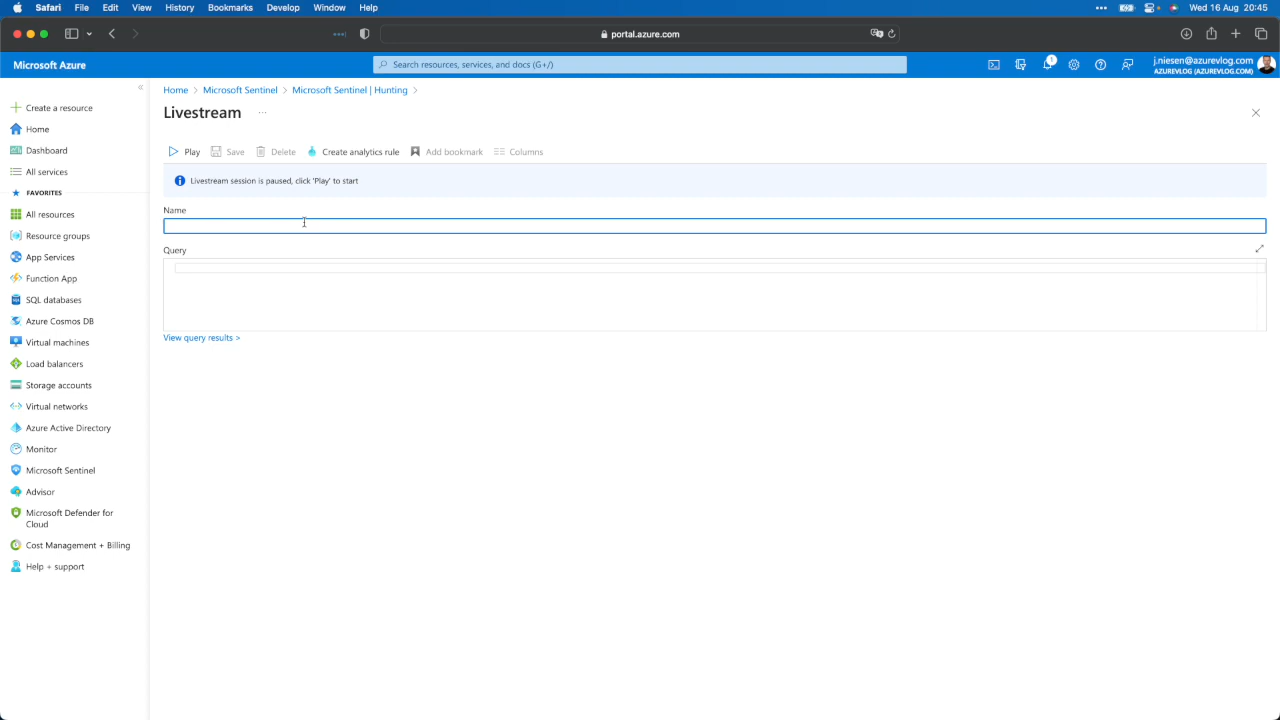 Safari File Edit View History Bookmarks Develop Window Help Wed 16 Aug 20:45
portal.azure.com
Microsoft Azure Search resources, services, and docs (G+/) 1 j.niesen@azurevlog.com
AZUREVLOG (AZUREVLOG.COM)
Home > Microsoft Sentinel > Microsoft Sentinel | Hunting >
Livestream ...
Play Save Delete Create analytics rule Add bookmark Columns
Livestream session is paused, click 'Play' to start
Name
Query
View query results >
Create a resource
Home
Dashboard
All services
FAVORITES
All resources
Resource groups
App Services
Function App
SQL databases
Azure Cosmos DB
Virtual machines
Load balancers
Storage accounts
Virtual networks
Azure Active Directory
Monitor
Microsoft Sentinel
Advisor
Microsoft Defender for
Cloud
Cost Management + Billing
Help + support